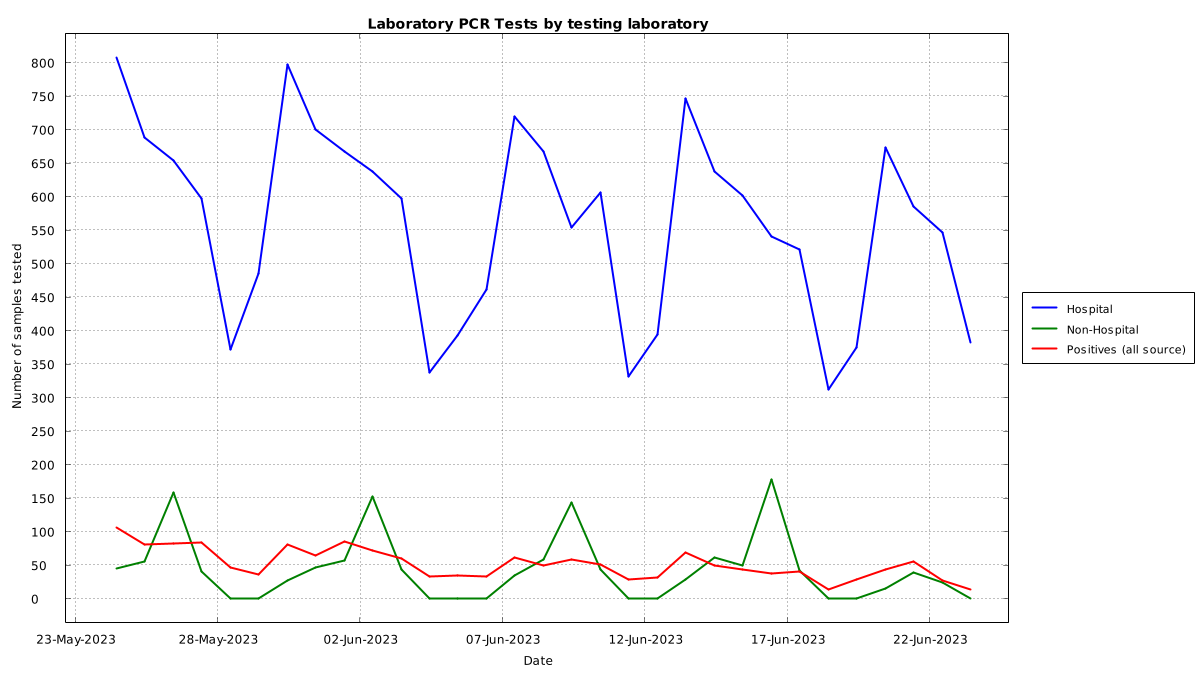 Laboratory PCR Tests by testing laboratory
Number of samples tested
800
750
700
650
600
550
500
450
400
350
300
250
200
150
100
50
0
23-May-2023 28-May-2023 02-Jun-2023 07-Jun-2023 12-Jun-2023 17-Jun-2023 22-Jun-2023
Date
Hospital
Non-Hospital
Positives (all source)